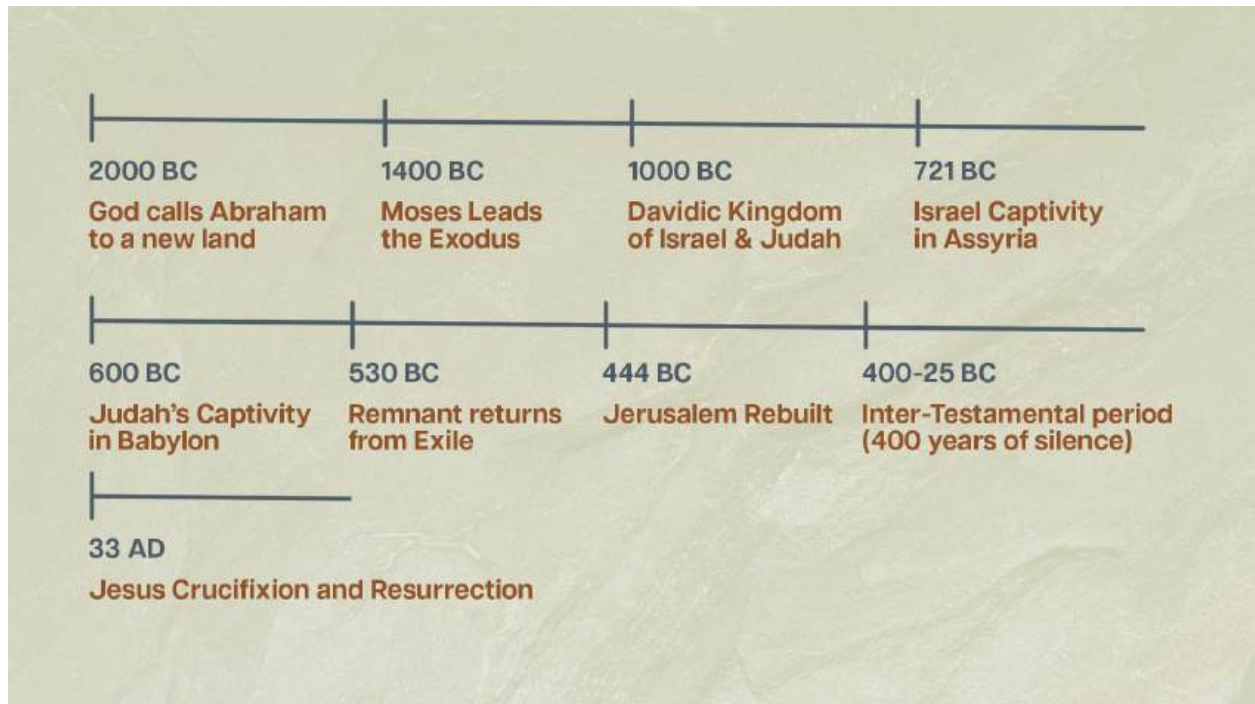 2000 BC
God calls Abraham
to a new land
1400 BC
Moses Leads
the Exodus
1000 BC
Davidic Kingdom
of Israel & Judah
721 BC
Israel Captivity
in Assyria
600 BC
Judah’s Captivity
in Babylon
530 BC
Remnant returns
from Exile
444 BC
Jerusalem Rebuilt
400-25 BC
Inter-Testamental period
(400 years of silence)
33 AD
Jesus Crucifixion and Resurrection